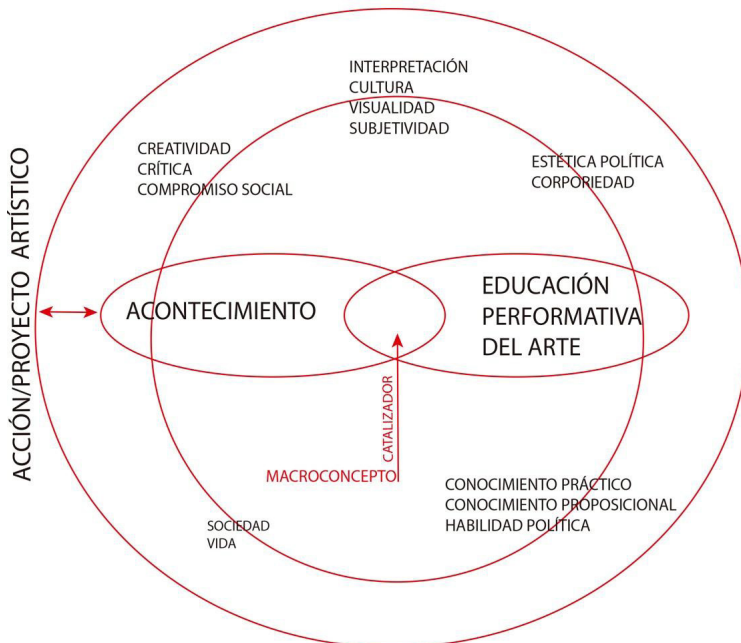 INTERPRETACIÓN
CULTURA
VISUALIDAD
SUBJETIVIDAD
CREATIVIDAD
CRÍTICA
COMPROMISO SOCIAL
ESTÉTICA POLÍTICA
CORPORIEDAD
ACCIÓN/PROYECTO ARTÍSTICO
ACONTECIMIENTO
EDUCACIÓN
PERFORMATIVA
DEL ARTE
CATALIZADOR
MACROCONCEPTO
CONOCIMIENTO PRÁCTICO
CONOCIMIENTO PROPOSICIONAL
HABILIDAD POLÍTICA
SOCIEDAD
VIDA